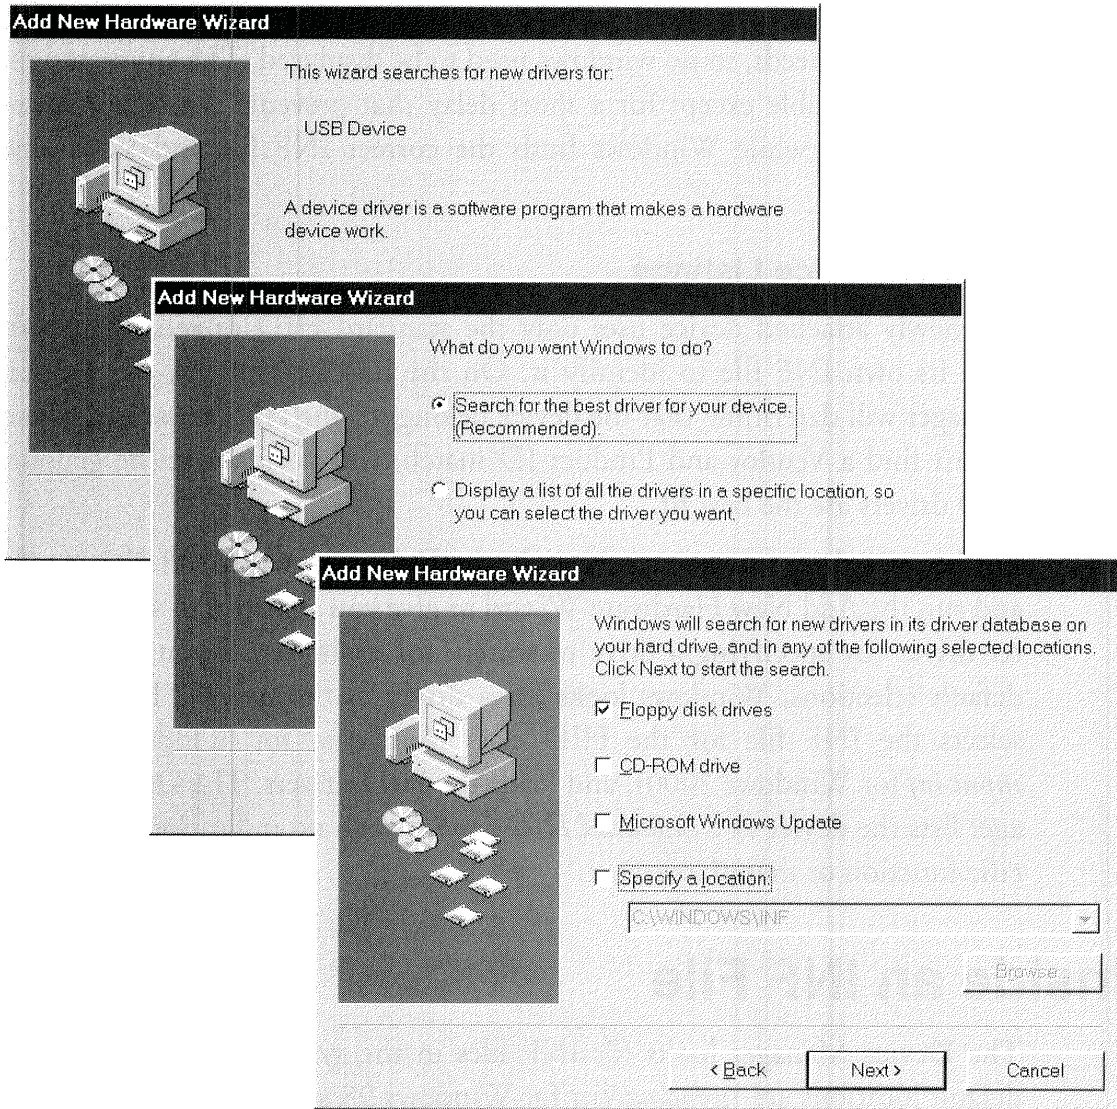 Add New Hardware Wizard
This wizard searches for new drivers for:
USB Device
A device driver is a software program that makes a hardware
device work.
Add New Hardware Wizard
What do you want Windows to do?
Search for the best driver for your device.
(Recommended).
Display a list of all the drivers in a specific location, so
you can select the driver you want.
Add New Hardware Wizard
Windows will search for new drivers in its driver database on
your hard drive, and in any of the following selected locations.
Click Next to start the search.
Floppy disk drives
CD-ROM drive
Microsoft Windows Update
Specify a location:
C:\WINDOWS\INF
Browse...
< Back
Next >
Cancel